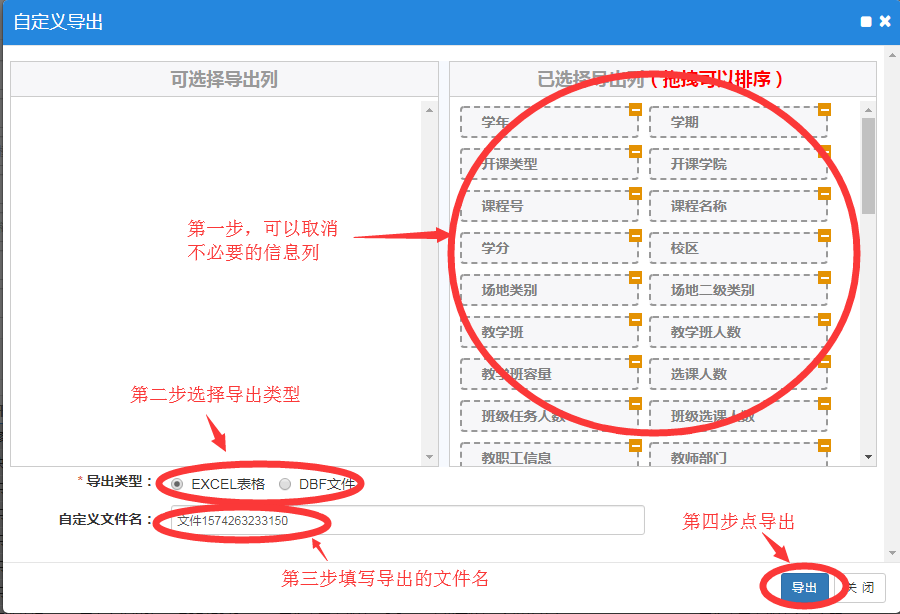 自定义导出
可选择导出列
已选择导出列(拖拽可以排序)
学年
学期
开课类型
开课学院
课程号
课程名称
第一步，可以取消
不必要的信息列
学分
校区
场地类别
场地二级类别
教学班
教学班人数
教学班容量
选课人数
第二步选择导出类型
班级任务人数
班级选课人数
教职工信息
教师部门
*导出类型：
EXCEL表格
DBF文件
自定义文件名：
文件1574263233150
第三步填写导出的文件名
第四步点导出
导出
关 闭